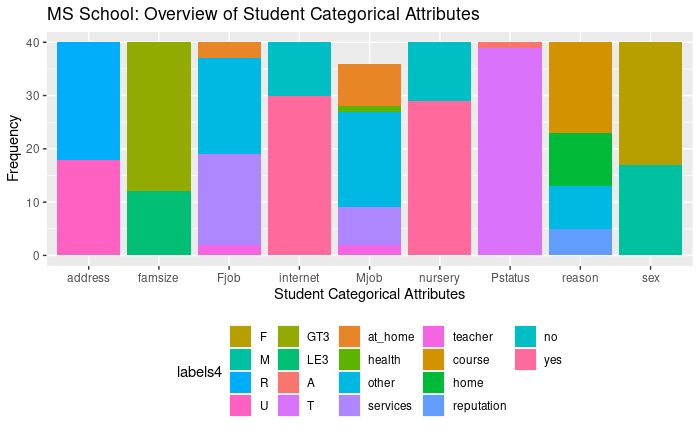 MS School: Overview of Student Categorical Attributes
Frequency
40
30
20
10
0
address famsize Fjob internet Mjob nursery Pstatus reason sex
Student Categorical Attributes
labels4
F GT3 at_home teacher no
M LE3 health course yes
R A other home
U T services reputation